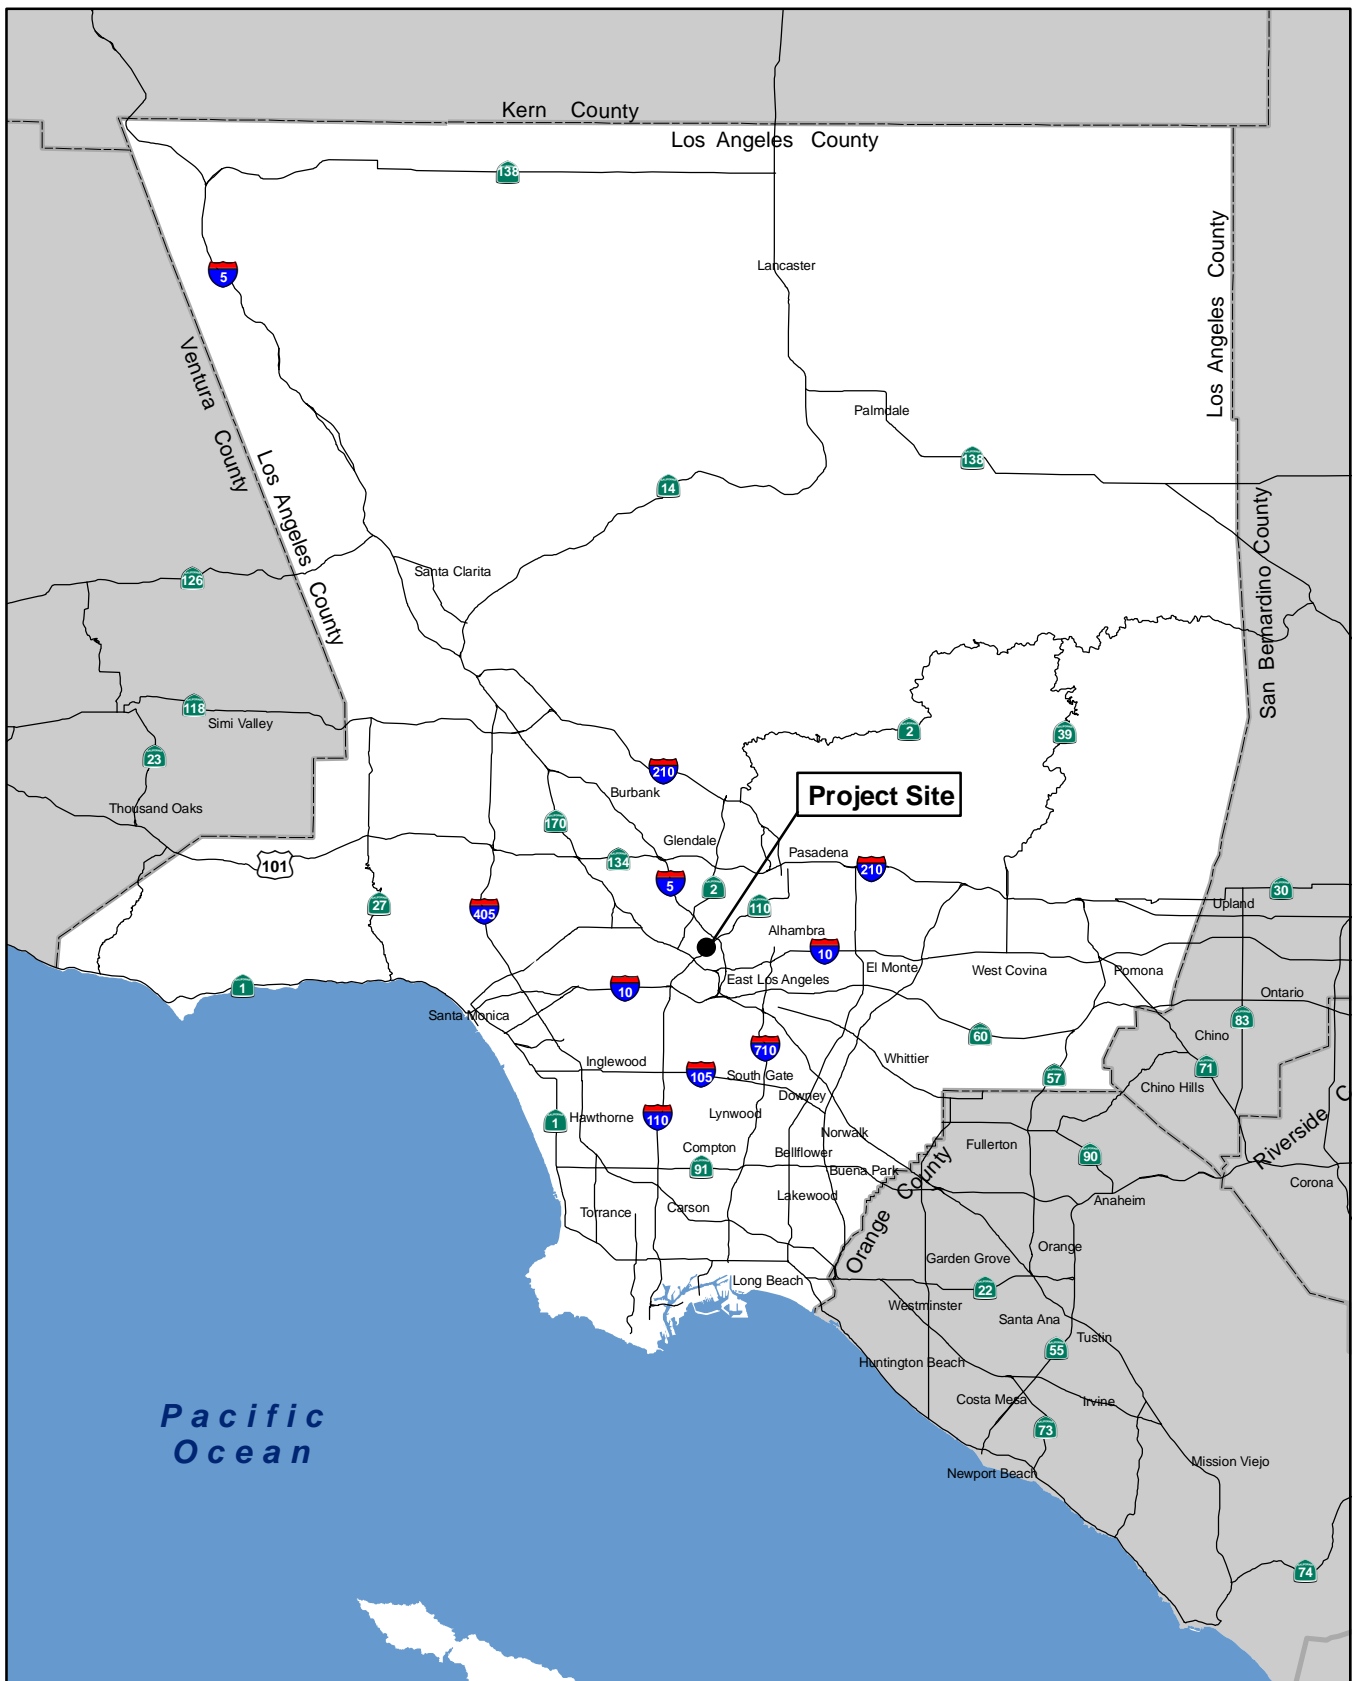 Kern County
Los Angeles County
138
Los Angeles County
5
Lancaster
Ventura County
Palmdale
Los Angeles County
138
14
San Bernardino County
Santa Clarita
126
118
Simi Valley
2
39
23
210
Project Site
Burbank
Thousand Oaks
170
Glendale
134
Pasadena
101
210
5
2
30
27
405
110
Upland
Alhambra
10
El Monte
West Covina
Pomona
East Los Angeles
1
10
Ontario
Santa Monica
83
60
Chino
710
Whittier
Inglewood
105
South Gate
57
71
Chino Hills
Downey
1
Hawthorne
110
Lynwood
Riverside C
Norwalk
Fullerton
Compton
Bellflower
90
91
Buena Park
Orange County
Corona
Lakewood
Anaheim
Torrance
Carson
Orange
Garden Grove
Long Beach
22
Westminster
Santa Ana
Tustin
55
Huntington Beach
Costa Mesa
Irvine
Pacific
Ocean
73
Mission Viejo
Newport Beach
74